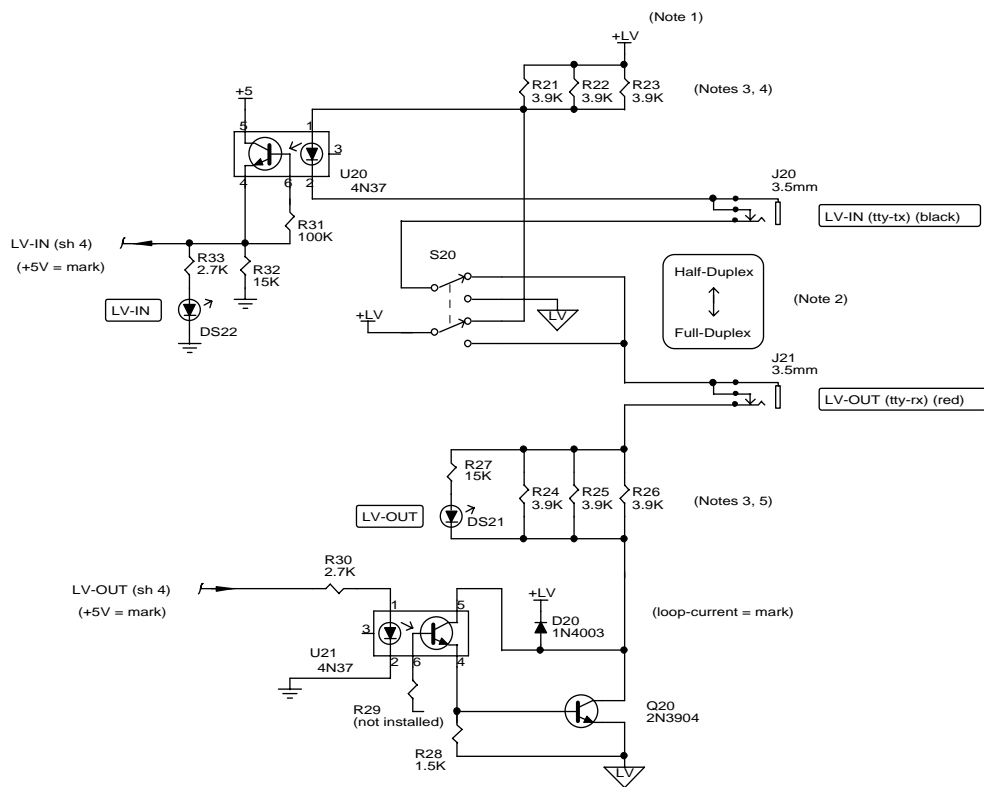 (Note 1)
+LV
R21
3.9K
R22
3.9K
R23
3.9K
(Notes 3, 4)
+5
5
1
3
4
6
2
U20
4N37
J20
3.5mm
LV-IN (tty-tx) (black)
R31
100K
LV-IN (sh 4)
(+5V = mark)
R33
2.7K
R32
15K
LV-IN
DS22
S20
+LV
LV
Half-Duplex
Full-Duplex
(Note 2)
J21
3.5mm
LV-OUT (tty-rx) (red)
R27
15K
R24
3.9K
R25
3.9K
R26
3.9K
(Notes 3, 5)
LV-OUT
DS21
R30
2.7K
LV-OUT (sh 4)
(+5V = mark)
1
5
3
2
6
4
U21
4N37
+LV
D20
1N4003
(loop-current = mark)
R29
(not installed)
Q20
2N3904
R28
1.5K
LV